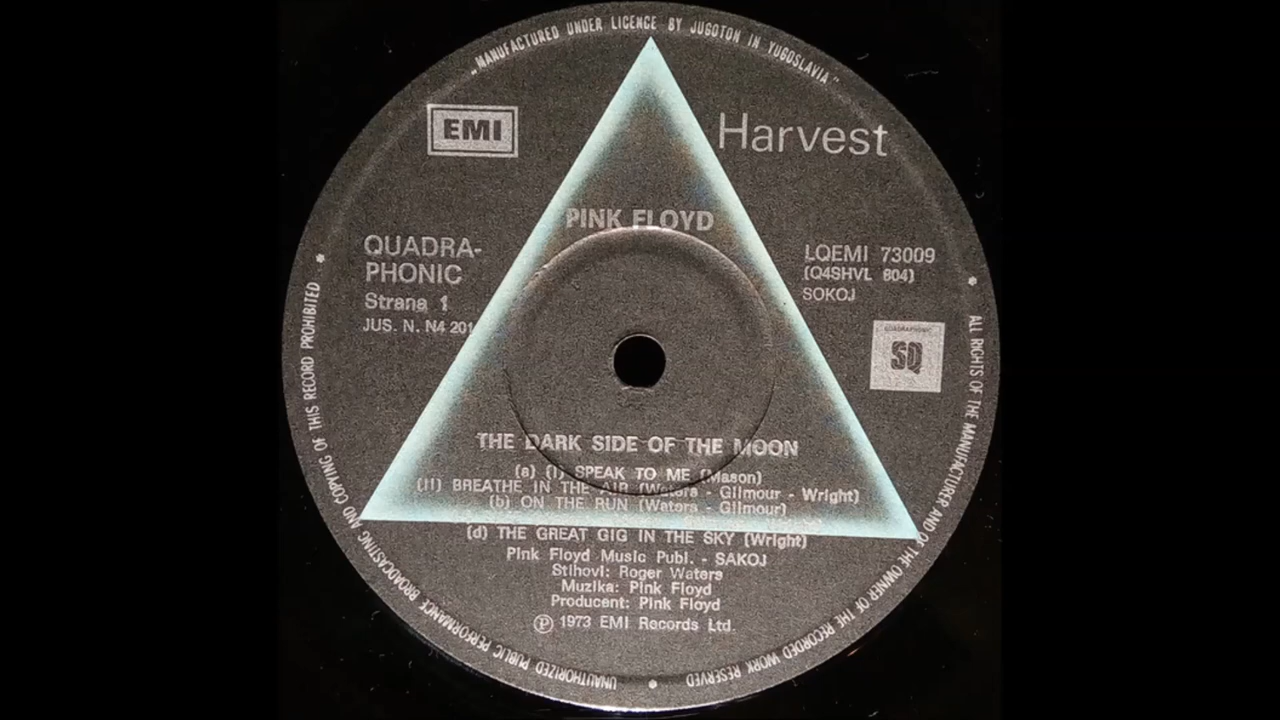 „MANUFACTURED UNDER LICENCE BY JUGOTON IN YUGOSLAVIA"
EMI
Harvest
PINK FLOYD
QUADRA-
PHONIC
Strana 1
JUS. N. N4 201
LQEMI 73009
(Q4SHVL 804)
SOKOJ
QUADRAPHONIC
SQ
THE DARK SIDE OF THE MOON
(a) (I) SPEAK TO ME (Mason)
(II) BREATHE IN THE AIR (Waters - Gilmour - Wright)
(b) ON THE RUN (Waters - Gilmour)
(d) THE GREAT GIG IN THE SKY (Wright)
Pink Floyd Music Publ. - SAKOJ
Stihovi: Roger Waters
Muzika: Pink Floyd
Producent: Pink Floyd
℗ 1973 EMI Records Ltd.
* ALL RIGHTS OF THE MANUFACTURER AND OF THE OWNER OF THE RECORDED WORK RESERVED *
UNAUTHORIZED PUBLIC PERFORMANCE BROADCASTING AND COPYING OF THIS RECORD PROHIBITED *